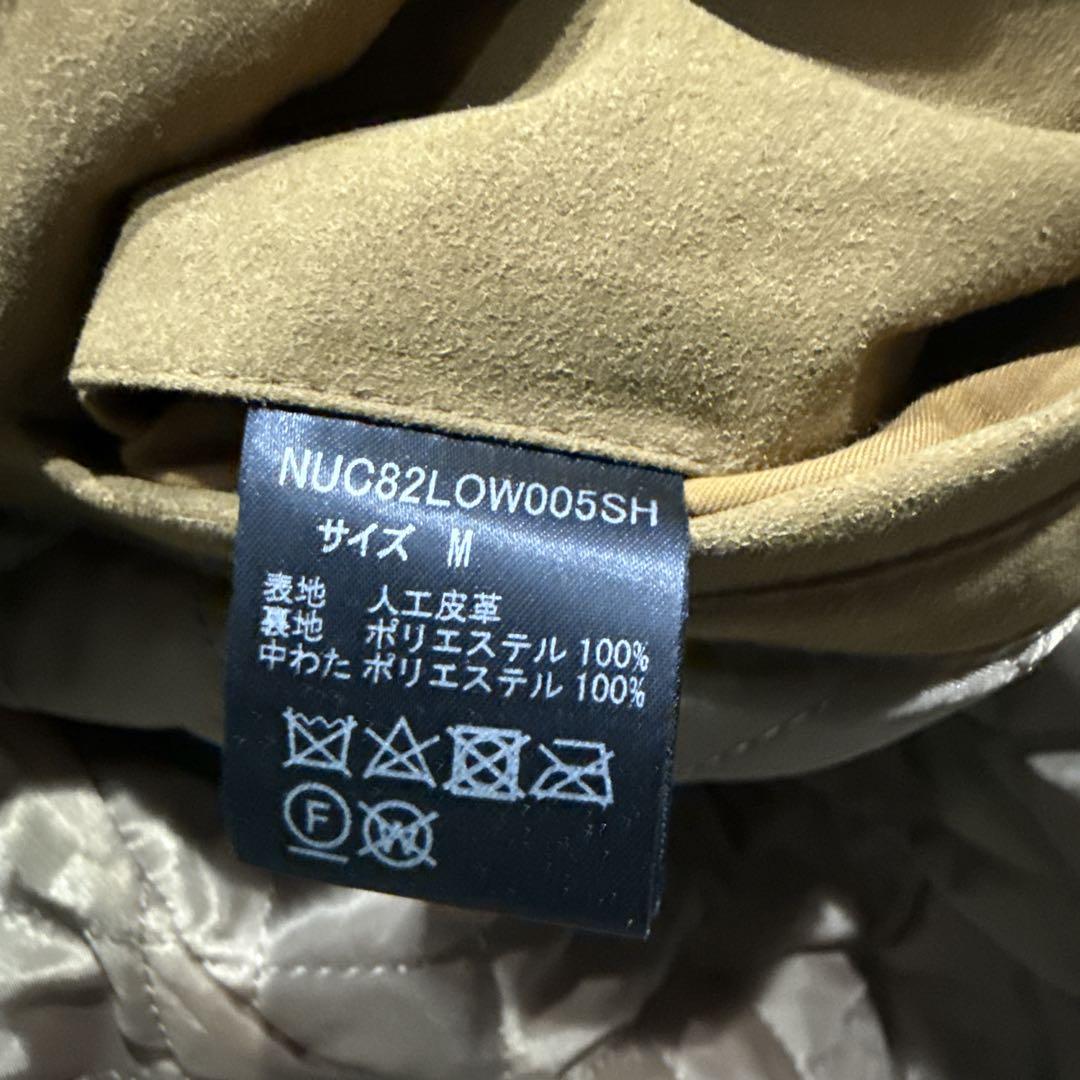 NUC82LOW005SH
サイズ M
表地 人工皮革
裏地 ポリエステル 100%
中わた ポリエステル 100%
F W